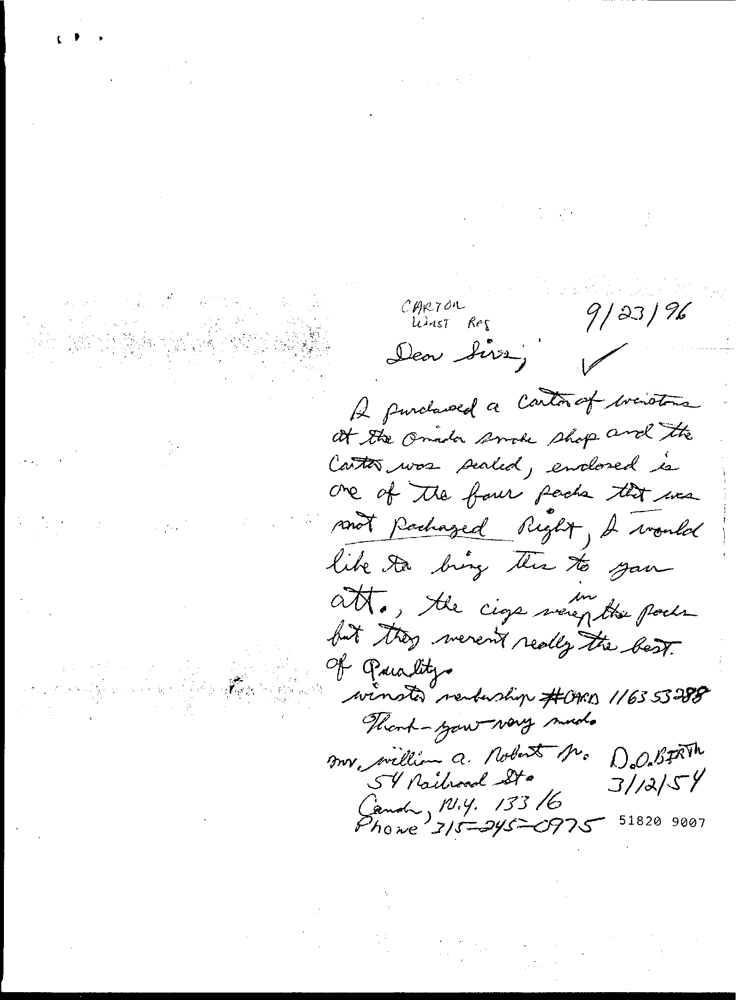 CARTON
WINST Reg
9/23/96
Dear Sirs;
I purchased a Carton of winstons
at the Onida smoke shop and the
Carton was sealed, enclosed is
one of the four packs that was
not packaged Right, I would
like to bring this to your
att., the cigs were in the packs
but they weren't really the best.
of Quality.
winston membership #CARD 116353288
Thank-you very much.
mr. william a. Robert Jr. D.O.BIRTH
54 Railroad St. 3/12/54
Camden, N.Y. 13316
Phone 315-245-0975
51820 9007